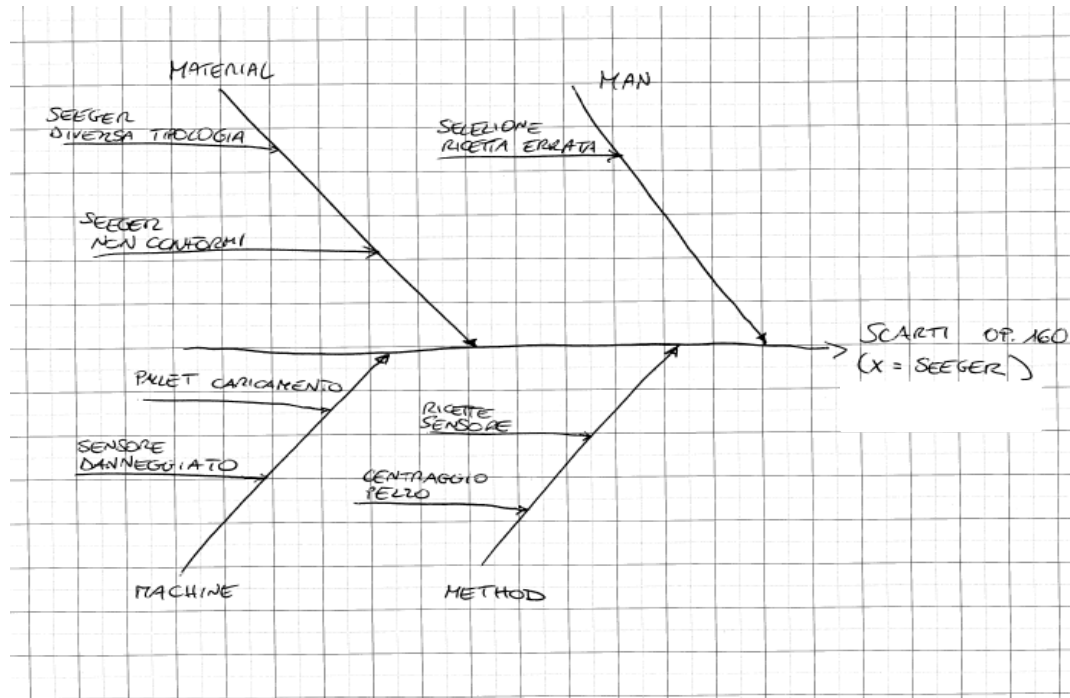 MATERIAL
MAN
SEEGER
DIVERSA TIPOLOGIA
SELEZIONE
RICETTA ERRATA
SEEGER
NON CONFORMI
SCARTI OP. 160
(X = SEEGER)
PALLET CARICAMENTO
RICETTE
SENSORE
SENSORE
DANNEGGIATO
CENTRAGGIO
PEZZO
MACHINE
METHOD